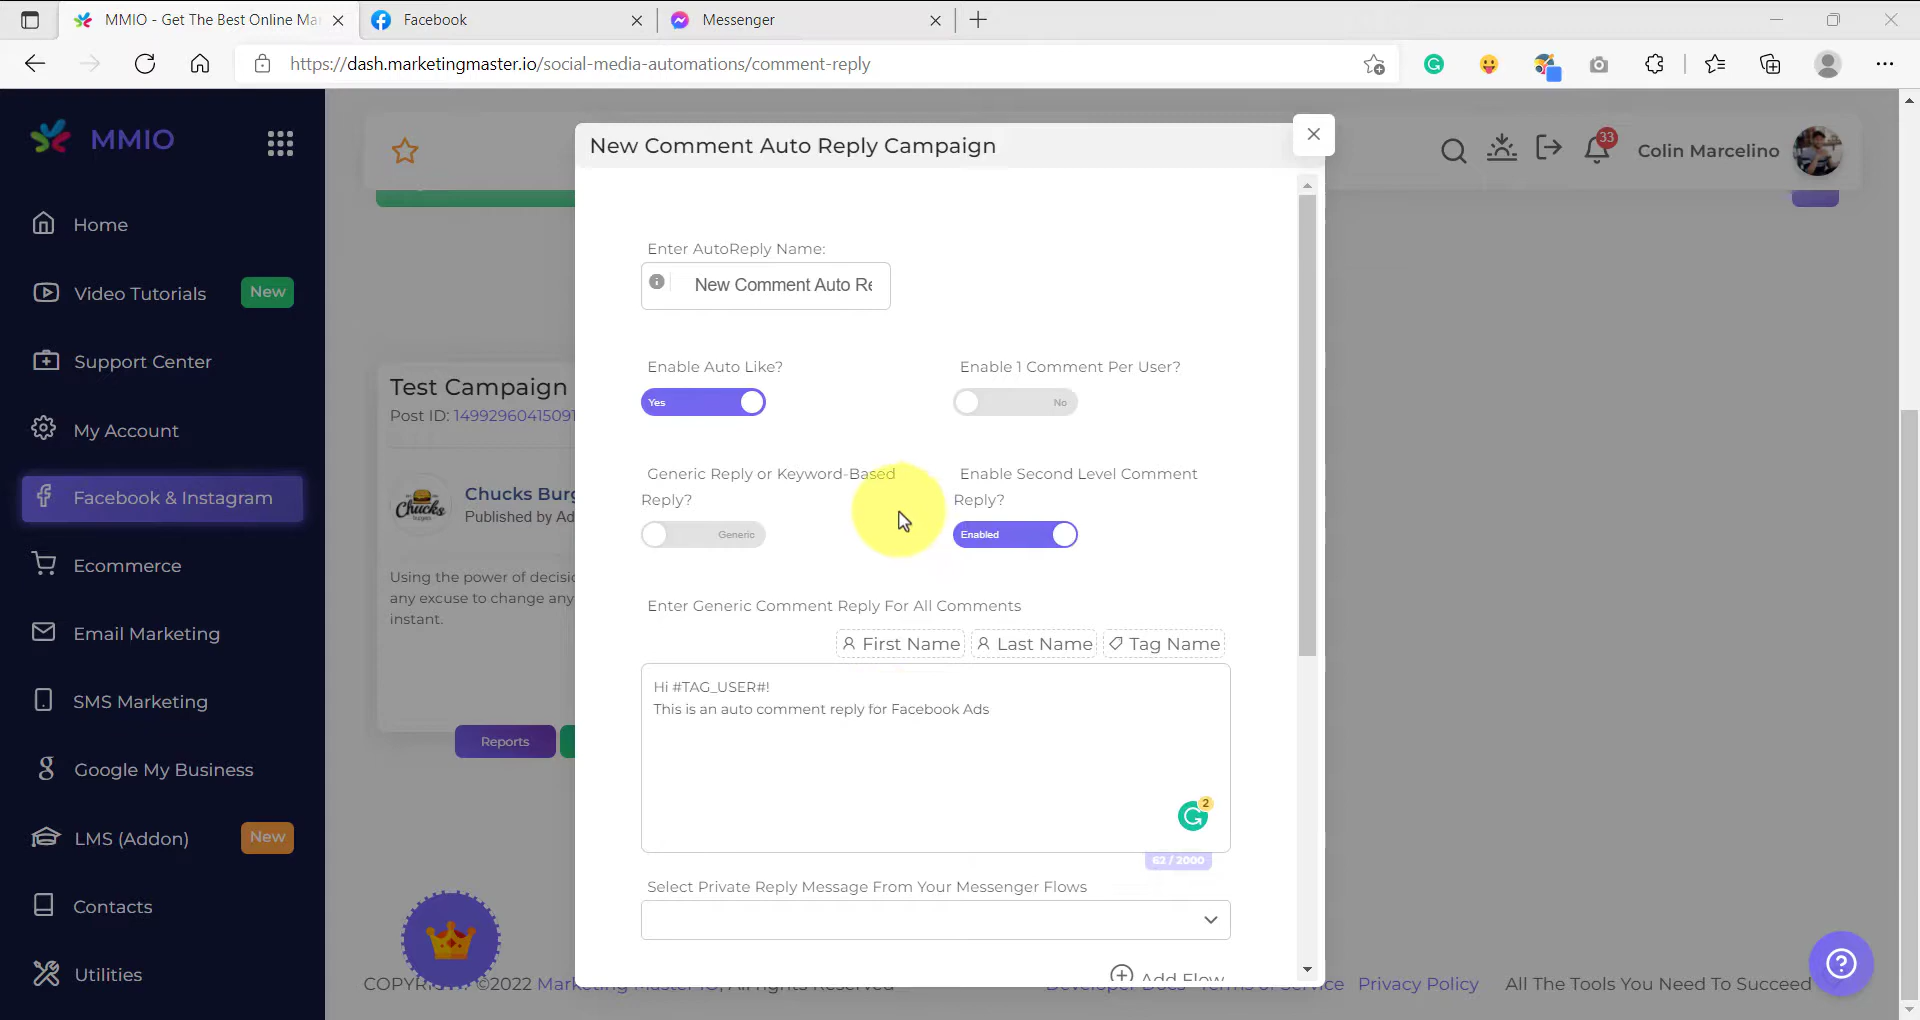 MMIO - Get The Best Online Ma
Facebook
Messenger
https://dash.marketingmaster.io/social-media-automations/comment-reply
MMIO
Home
Video Tutorials
New
Support Center
My Account
Facebook & Instagram
Ecommerce
Email Marketing
SMS Marketing
Google My Business
LMS (Addon)
New
Contacts
Utilities
33
Colin Marcelino
Test Campaign
Post ID: 14992960415091
Chucks
Chucks Burg
Published by Ad
Using the power of decisio
any excuse to change any
instant.
Reports
New Comment Auto Reply Campaign
Enter AutoReply Name:
New Comment Auto Re
Enable Auto Like?
Yes
Enable 1 Comment Per User?
No
Generic Reply or Keyword-Based
Reply?
Generic
Enable Second Level Comment
Reply?
Enabled
Enter Generic Comment Reply For All Comments
First Name
Last Name
Tag Name
Hi #TAG_USER#!
This is an auto comment reply for Facebook Ads
2
62 / 2000
Select Private Reply Message From Your Messenger Flows
Add Flow
COPYRIGHT ©2022 Marketing Master IO, All rights Reserved
Developer Docs Terms of Service Privacy Policy All The Tools You Need To Succeed